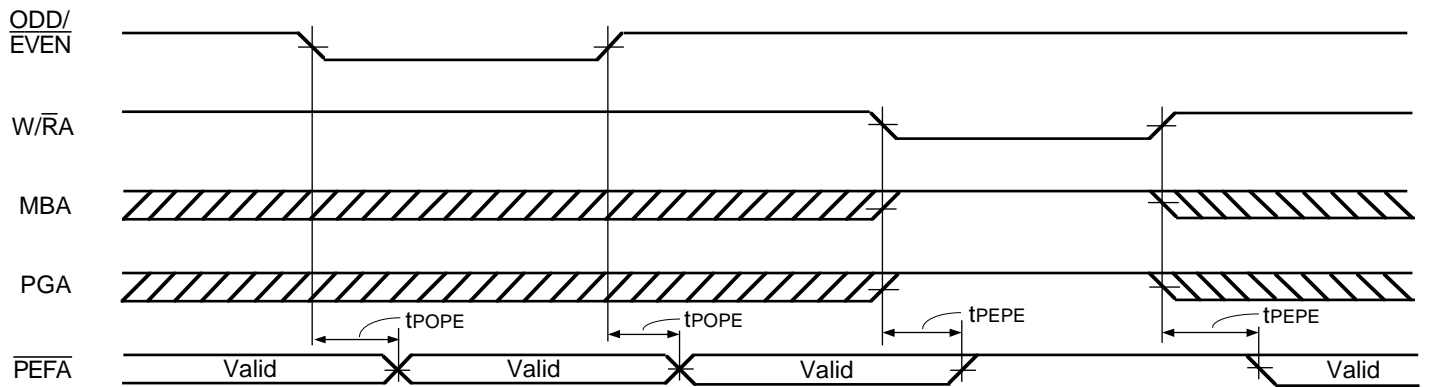 ODD/
EVEN
W/RA
MBA
PGA
tPOPE
tPOPE
tPEPE
tPEPE
PEFA
Valid
Valid
Valid
Valid